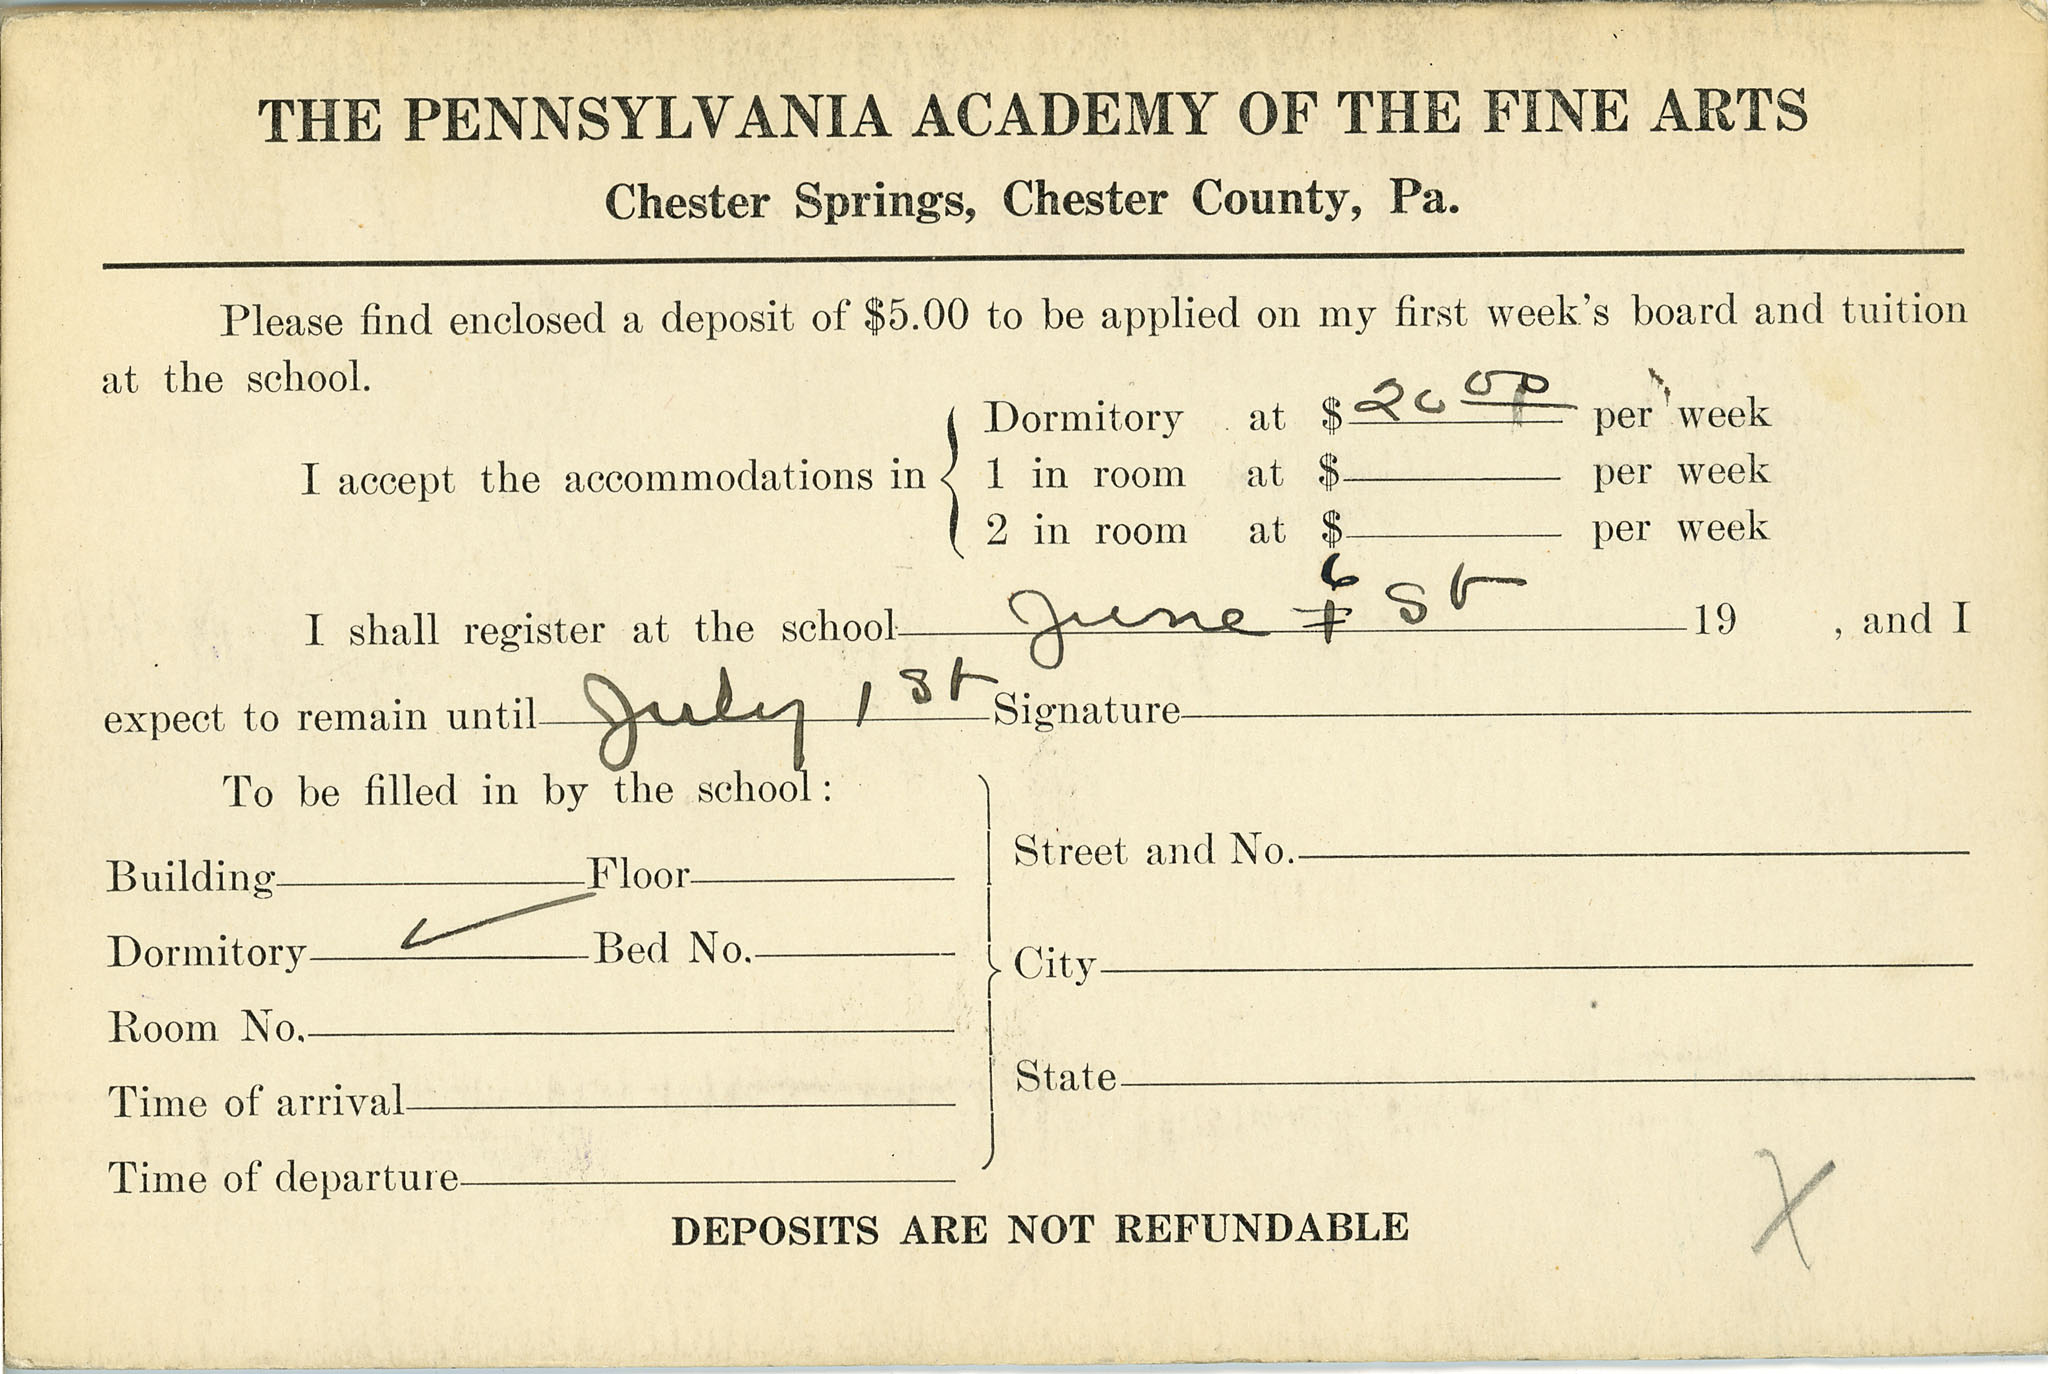 THE PENNSYLVANIA ACADEMY OF THE FINE ARTS
Chester Springs, Chester County, Pa.
Please find enclosed a deposit of $5.00 to be applied on my first week's board and tuition
at the school.
Dormitory at $ 20 00 per week
I accept the accommodations in
1 in room at $ per week
2 in room at $ per week
6
I shall register at the school June 1 st 19 , and I
expect to remain until July 1 st Signature
To be filled in by the school:
Street and No.
Building Floor
Dormitory ✓ Bed No.
City
Room No.
State
Time of arrival
Time of departure
X
DEPOSITS ARE NOT REFUNDABLE